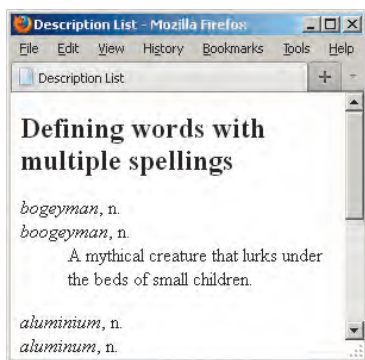 Description List - Mozilla Firefox
File Edit View History Bookmarks Tools Help
Description List
Defining words with
multiple spellings
bogeyman, n.
boogeyman, n.
A mythical creature that lurks under
the beds of small children.
aluminium, n.
aluminum, n.